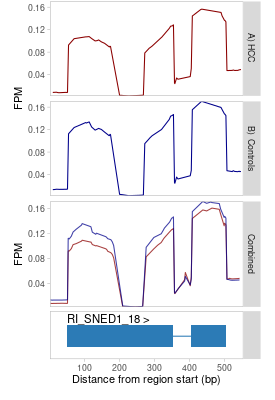 0.16
0.12
0.08
0.04
A) HCC
FPM
0.16
0.12
0.08
0.04
B) Controls
0.16
0.12
0.08
0.04
Combined
FPM
RI_SNED1_18 >
100 200 300 400 500
Distance from region start (bp)